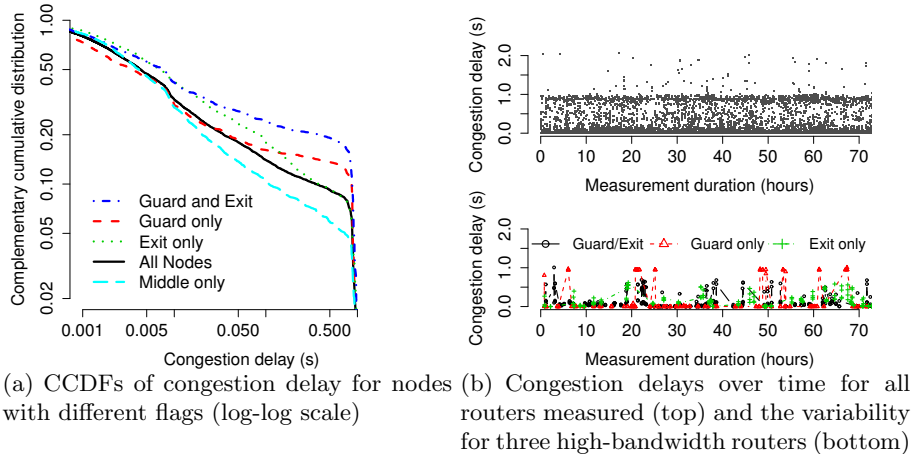 Complementary cumulative distribution
1.00
0.50
0.20
0.10
0.05
0.02
Guard and Exit
Guard only
Exit only
All Nodes
Middle only
0.001
0.005
0.050
0.500
Congestion delay (s)
(a) CCDFs of congestion delay for nodes
with different flags (log-log scale)
Congestion delay (s)
2.0
1.0
0.0
0 10 20 30 40 50 60 70
Measurement duration (hours)
Congestion delay (s)
2.0
1.0
0.0
Guard/Exit
Guard only
Exit only
0 10 20 30 40 50 60 70
Measurement duration (hours)
(b) Congestion delays over time for all
routers measured (top) and the variability
for three high-bandwidth routers (bottom)